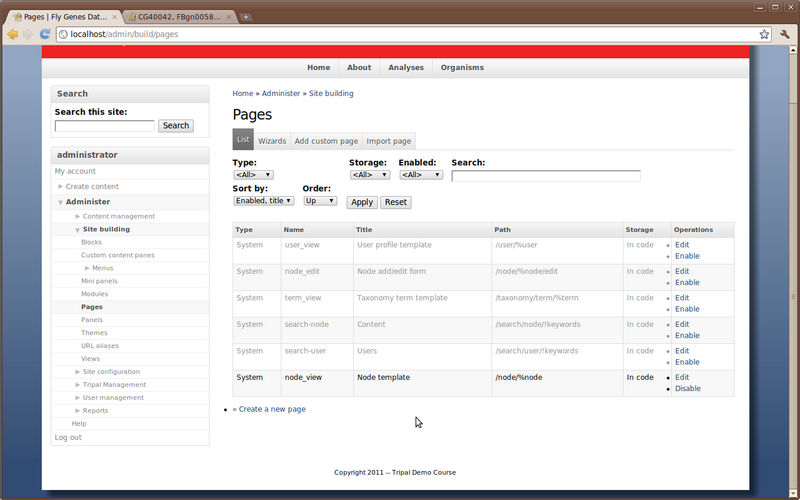 Pages | Fly Genes Dat...
CG40042, FBgn0058...
localhost/admin/build/pages
Home About Analyses Organisms
Search
Search this site:
Search
administrator
My account
Create content
Administer
Content management
Site building
Blocks
Custom content panes
Menus
Mini panels
Modules
Pages
Panels
Themes
URL aliases
Views
Site configuration
Tripal Management
User management
Reports
Help
Log out
Home » Administer » Site building
Pages
List Wizards Add custom page Import page
Type: Storage: Enabled: Search:
<All> <All> <All>
Sort by: Order:
Enabled, title Up Apply Reset
Type Name Title Path Storage Operations
System user_view User profile template /user/%user In code Edit
Enable
System node_edit Node add/edit form /node/%node/edit In code Edit
Enable
System term_view Taxonomy term template /taxonomy/term/%term In code Edit
Enable
System search-node Content /search/node/!keywords In code Edit
Enable
System search-user Users /search/user/!keywords In code Edit
Enable
System node_view Node template /node/%node In code Edit
Disable
» Create a new page
Copyright 2011 -- Tripal Demo Course